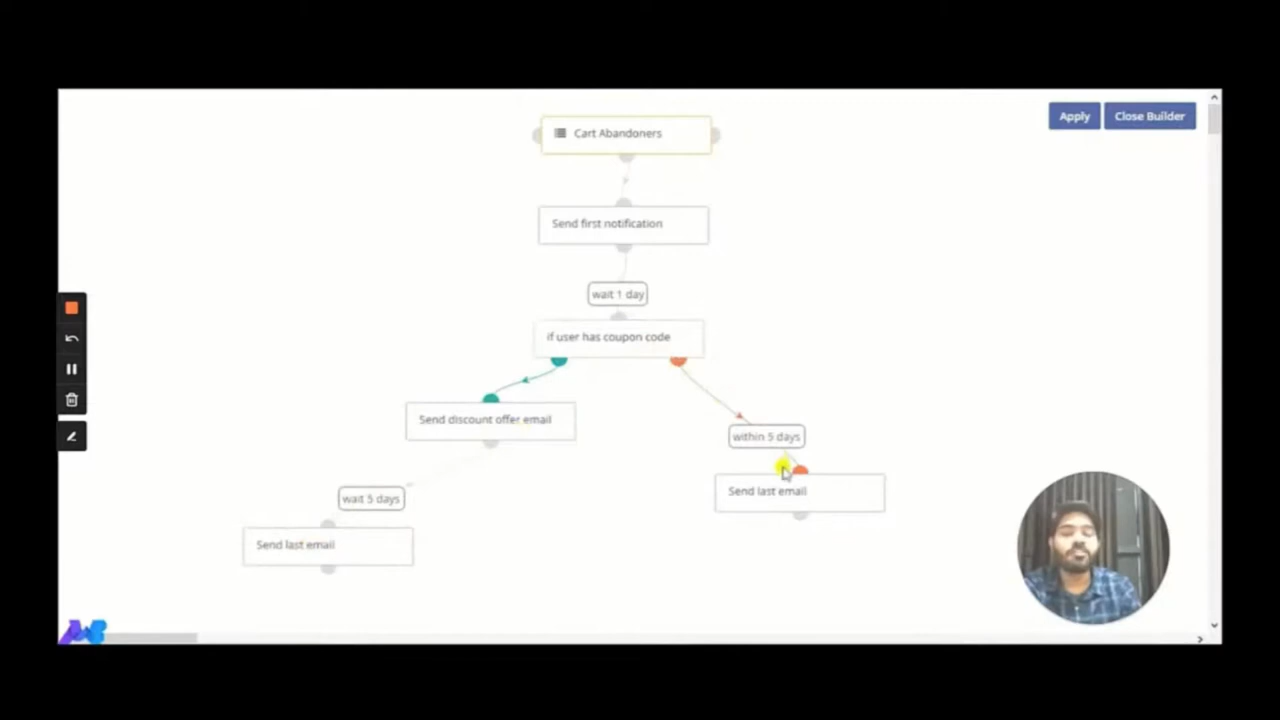 Apply
Close Builder
Cart Abandoners
Send first notification
wait 1 day
if user has coupon code
Send discount offer email
within 5 days
wait 5 days
Send last email
Send last email